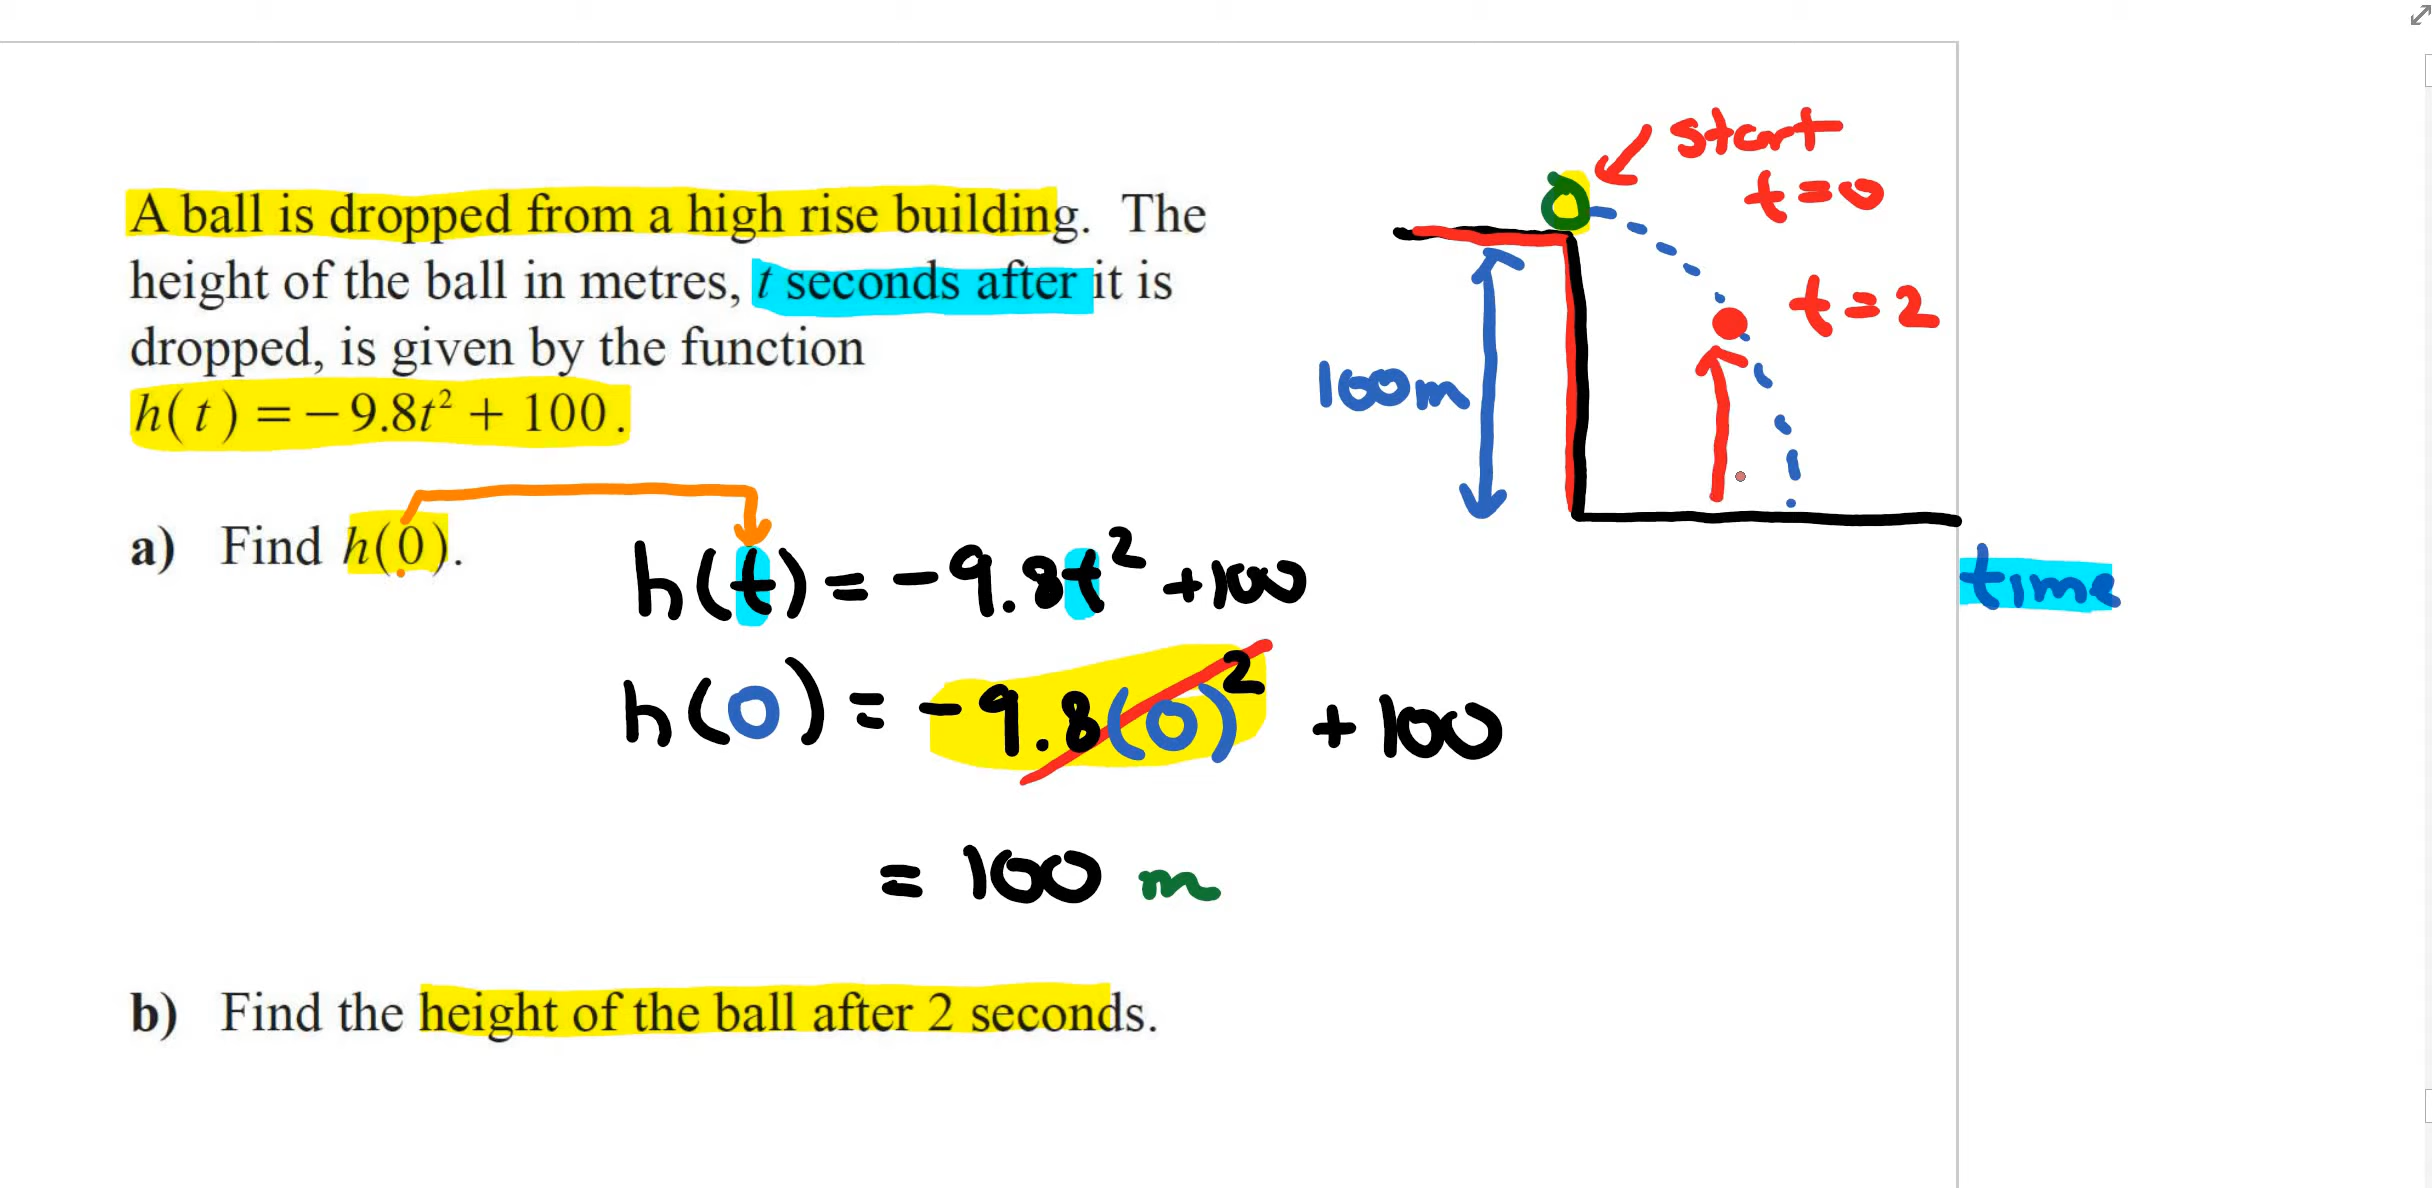 start
t=0
A ball is dropped from a high rise building. The
height of the ball in metres, t seconds after it is
dropped, is given by the function
h(t) = −9.8t² + 100.
t=2
100m
a) Find h(0).
h(t) = -9.8t² +100
time
h(0) = -9.8(0)² + 100
= 100 m
b) Find the height of the ball after 2 seconds.